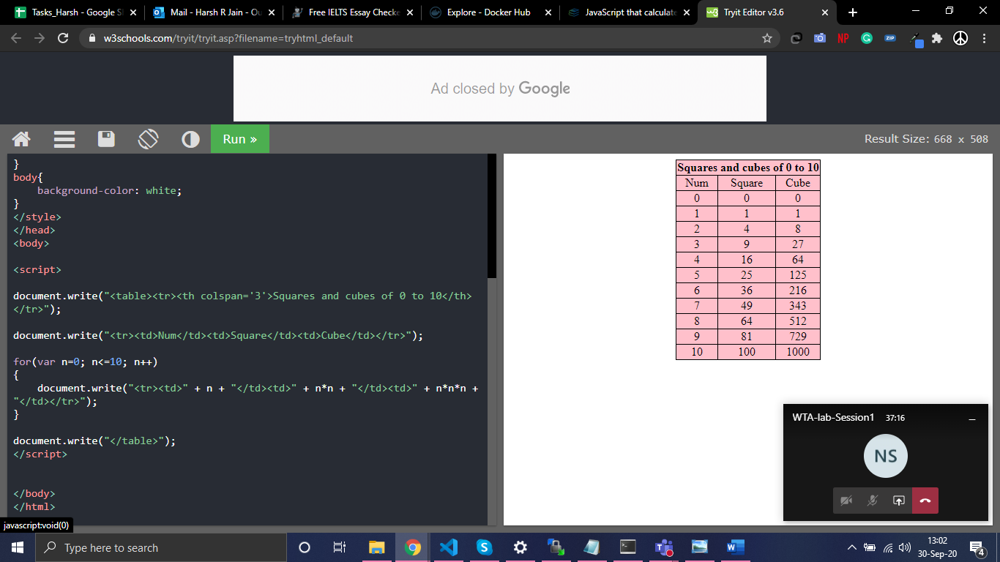 Tasks_Harsh - Google S
Mail - Harsh R Jain - Ou
Free IELTS Essay Checke
Explore - Docker Hub
JavaScript that calculate
Tryit Editor v3.6
w3schools.com/tryit/tryit.asp?filename=tryhtml_default
NP
ZIP
Ad closed by Google
Run »
Result Size: 668 x 508
}
body{
    background-color: white;
}
</style>
</head>
<body>
<script>
document.write("<table><tr><th colspan='3'>Squares and cubes of 0 to 10</th>
</tr>");
document.write("<tr><td>Num</td><td>Square</td><td>Cube</td></tr>");
for(var n=0; n<=10; n++)
{
    document.write("<tr><td>" + n + "</td><td>" + n*n + "</td><td>" + n*n*n +
"</td></tr>");
}
document.write("</table>");
</script>
</body>
</html>
javascript:void(0)
Squares and cubes of 0 to 10
Num Square Cube
0 0 0
1 1 1
2 4 8
3 9 27
4 16 64
5 25 125
6 36 216
7 49 343
8 64 512
9 81 729
10 100 1000
WTA-lab-Session1 37:16
NS
Type here to search
13:02
30-Sep-20
4